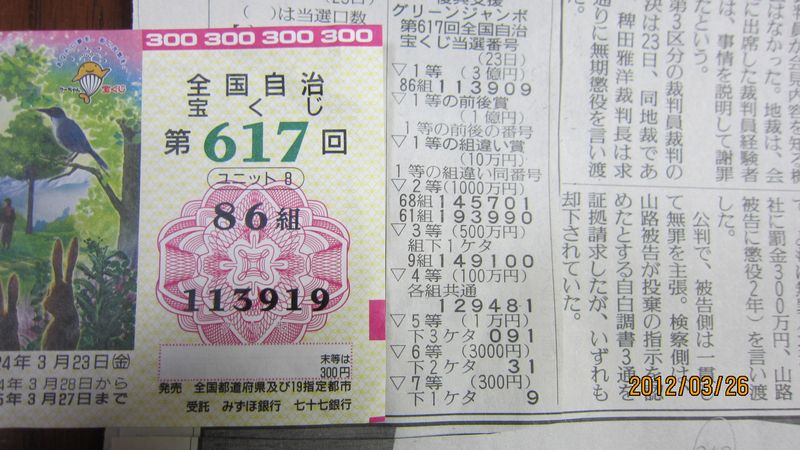 300 300 300 300
宝くじ
全国自治
宝くじ
第617回
ユニット 8
86組
113919
24年3月23日(金)
4年3月28日から
5年3月27日まで
末等は
300円
発売 全国都道府県及び19指定都市
受託 みずほ銀行 七十七銀行
(23日)
( )は当選口数
グリーンジャンボ
第617回全国自治
宝くじ当選番号
(23日)
▽1等(3億円)
86組113909
▽1等の前後賞
(1億円)
1等の前後の番号
▽1等の組違い賞
(10万円)
1等の組違い同番号
▽2等(1000万円)
68組145701
61組193990
▽3等(500万円)
組下1ケタ
9組149100
▽4等(100万円)
各組共通
129481
▽5等(1万円)
下3ケタ 091
▽6等(3000円)
下2ケタ 31
▽7等(300円)
下1ケタ 9
はなかった。地裁は、会
に出席した裁判員経験者
は、事情を説明して謝罪
たという。
第3区分の裁判員裁判の
決は23日、同地裁であ
稗田雅洋裁判長は求
通りに無期懲役を言い渡
社に罰金300万円、山路
被告に懲役2年)を言い渡
した。
公判で、被告側は一貫
て無罪を主張。検察側は
山路被告が投棄の指示を認
めたとする自白調書3通を
証拠請求したが、いずれも
却下されていた。
2012/03/26